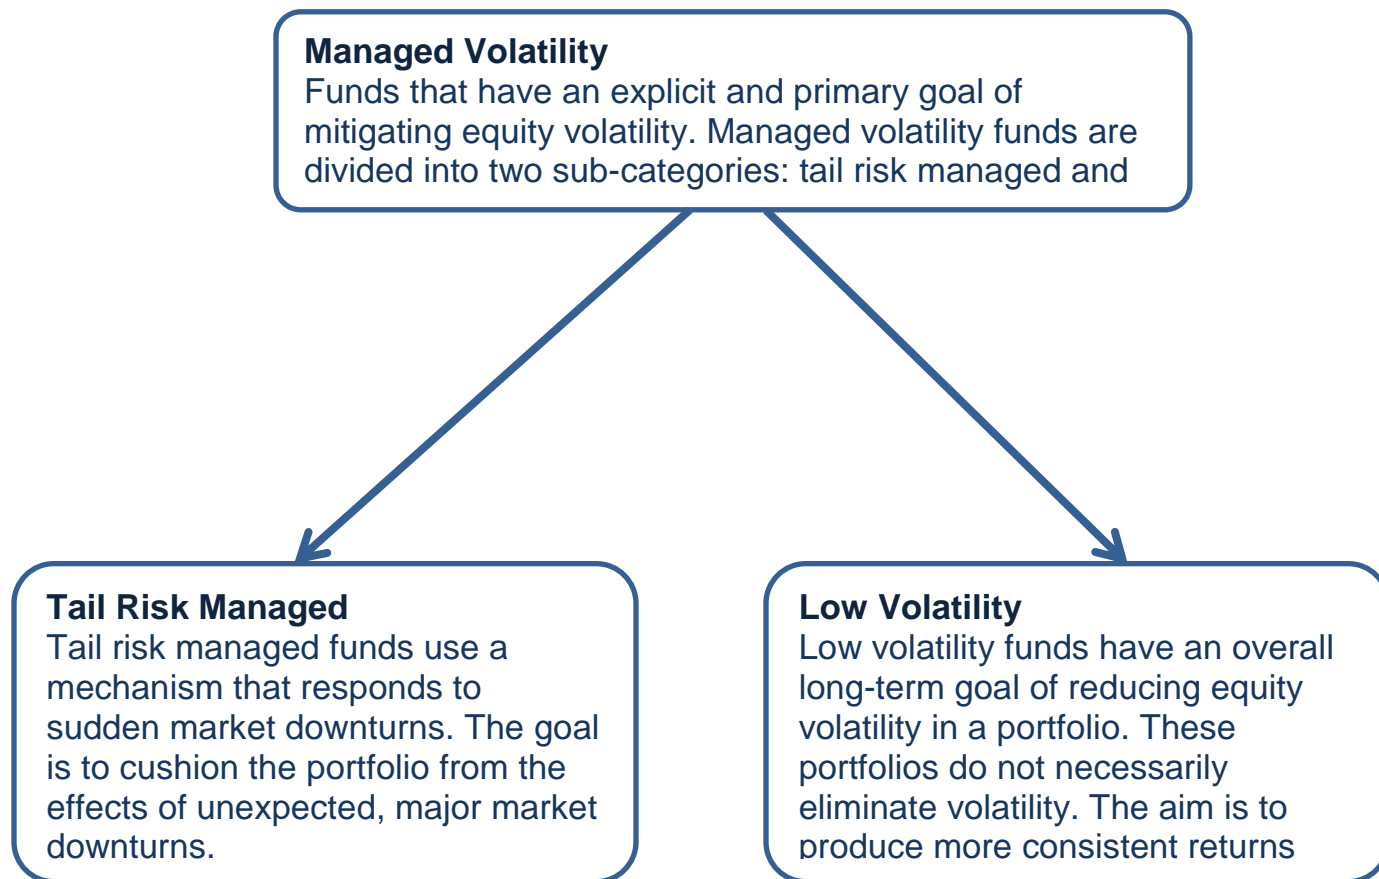 Managed Volatility
Funds that have an explicit and primary goal of
mitigating equity volatility. Managed volatility funds are
divided into two sub-categories: tail risk managed and
Tail Risk Managed
Tail risk managed funds use a
mechanism that responds to
sudden market downturns. The goal
is to cushion the portfolio from the
effects of unexpected, major market
downturns.
Low Volatility
Low volatility funds have an overall
long-term goal of reducing equity
volatility in a portfolio. These
portfolios do not necessarily
eliminate volatility. The aim is to
produce more consistent returns